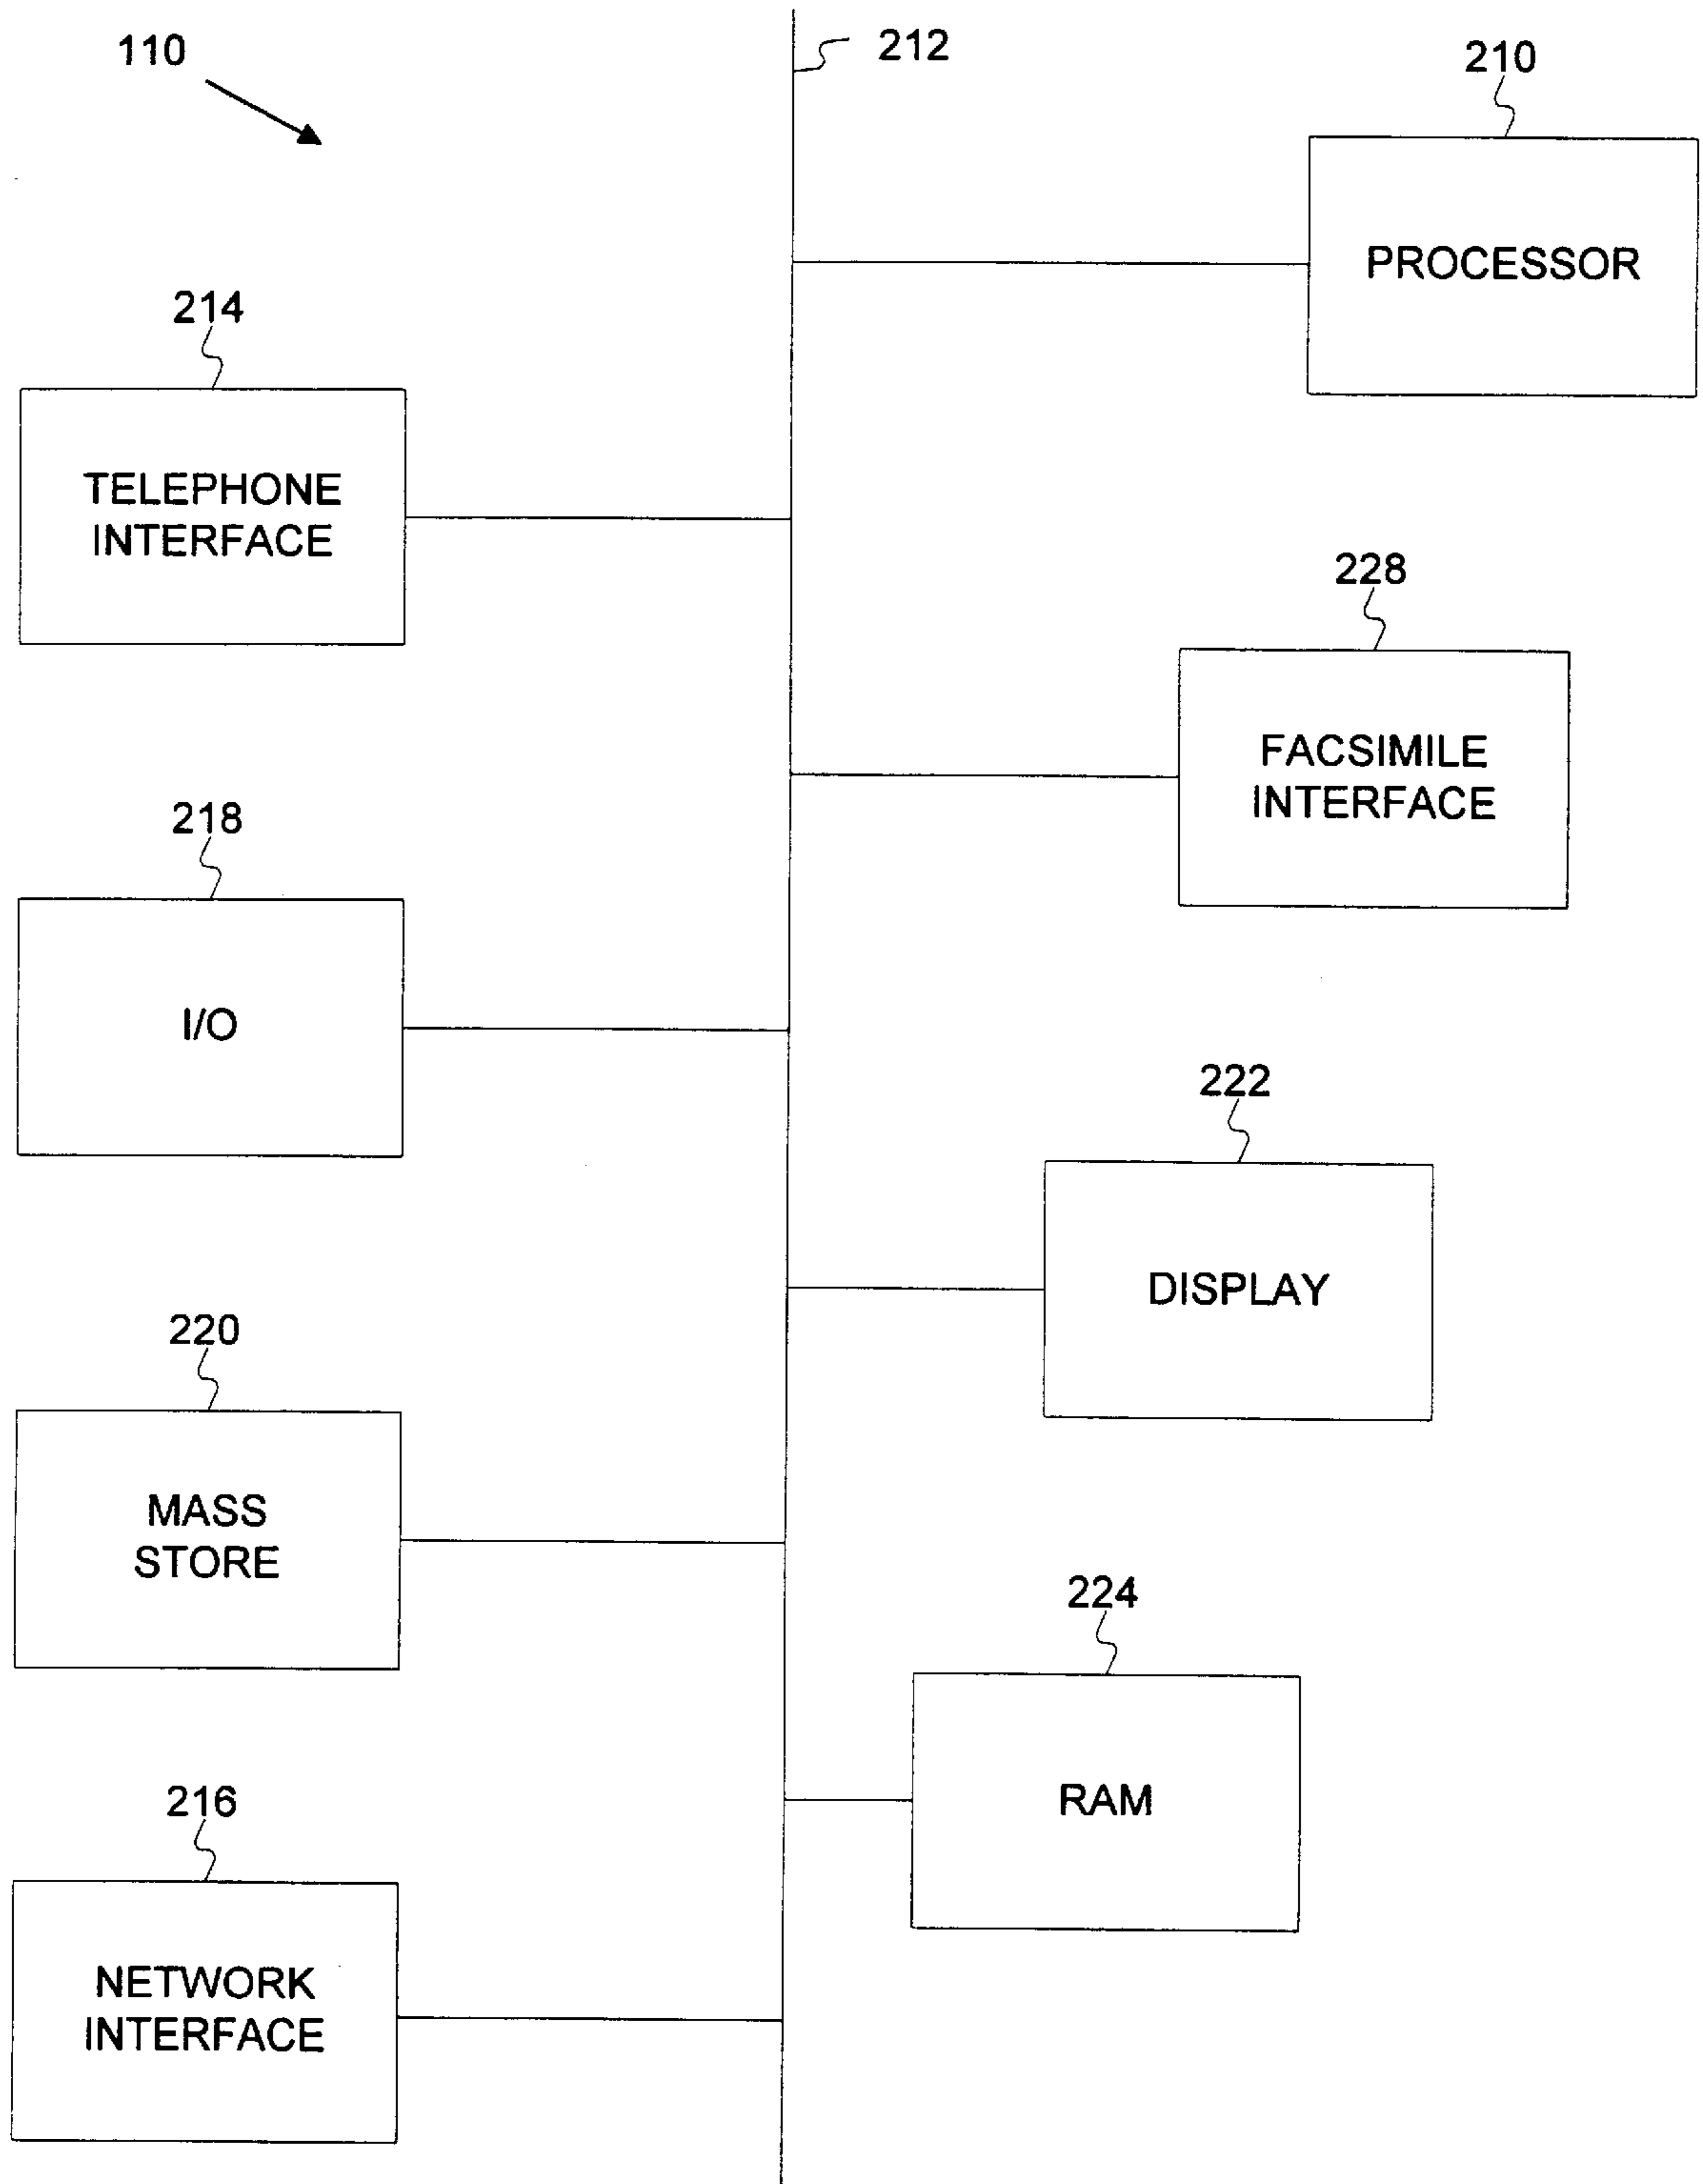 110
212
210
PROCESSOR
214
TELEPHONE
INTERFACE
228
FACSIMILE
INTERFACE
218
I/O
222
DISPLAY
220
MASS
STORE
224
RAM
216
NETWORK
INTERFACE